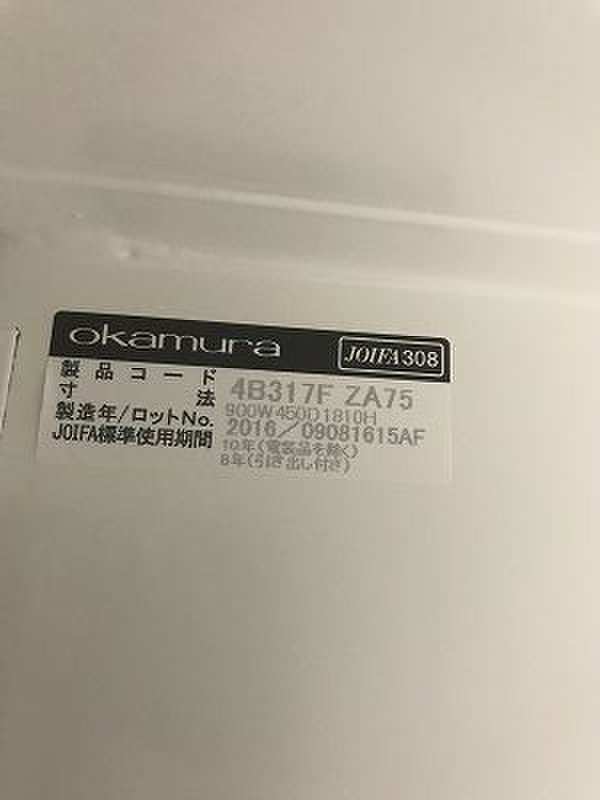 okamura JOIFA308
製品コード 4B317F ZA75
寸法 900W450D1810H
製造年/ロットNo. 2016/09081615AF
JOIFA標準使用期間 10年(電装品を除く)
8年(引き出し付き)